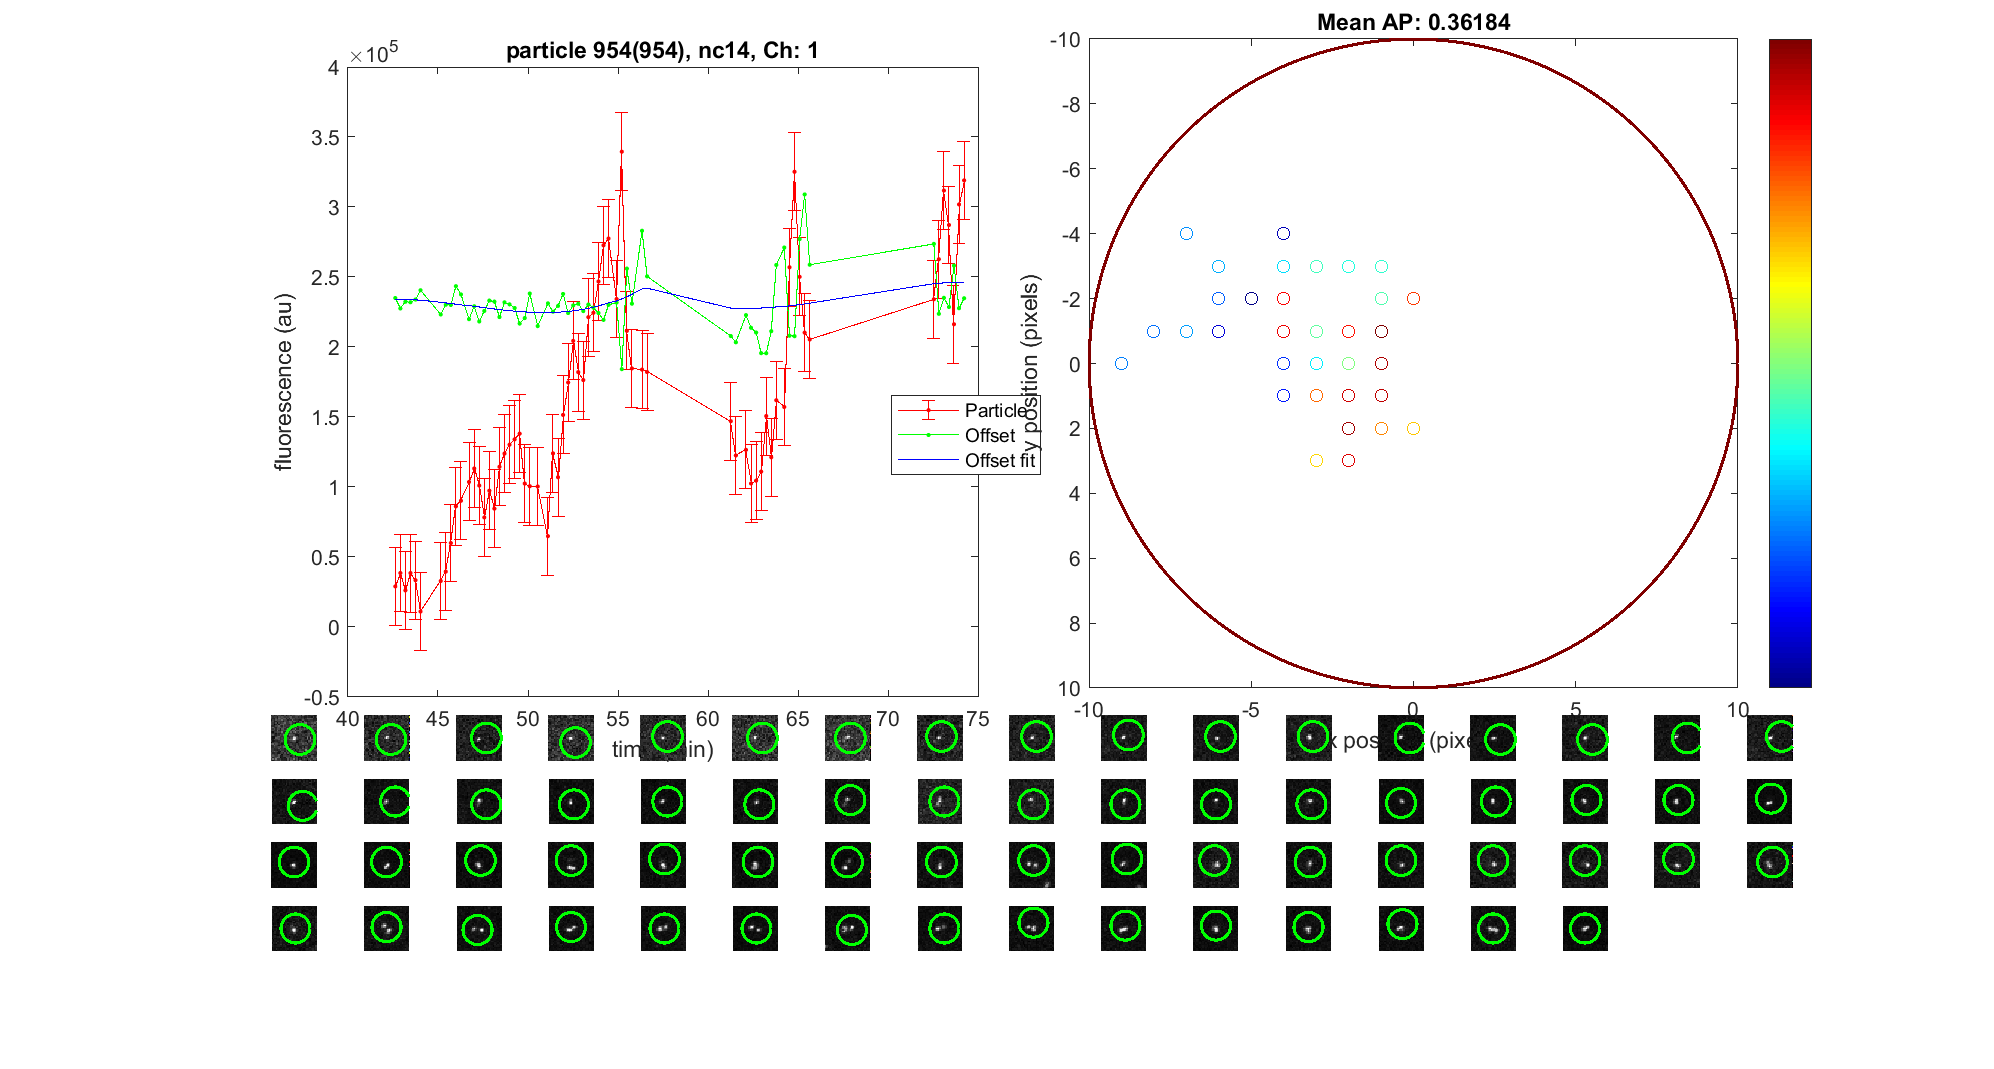 particle 954(954), nc14, Ch: 1
×10^5
4
3.5
3
2.5
2
1.5
1
0.5
0
-0.5
fluorescence (au)
40 45 50 55 60 65 70 75
Particle
Offset
Offset fit
Mean AP: 0.36184
-10
-8
-6
-4
-2
0
2
4
6
8
10
y position (pixels)
-10 -5 0 5 10